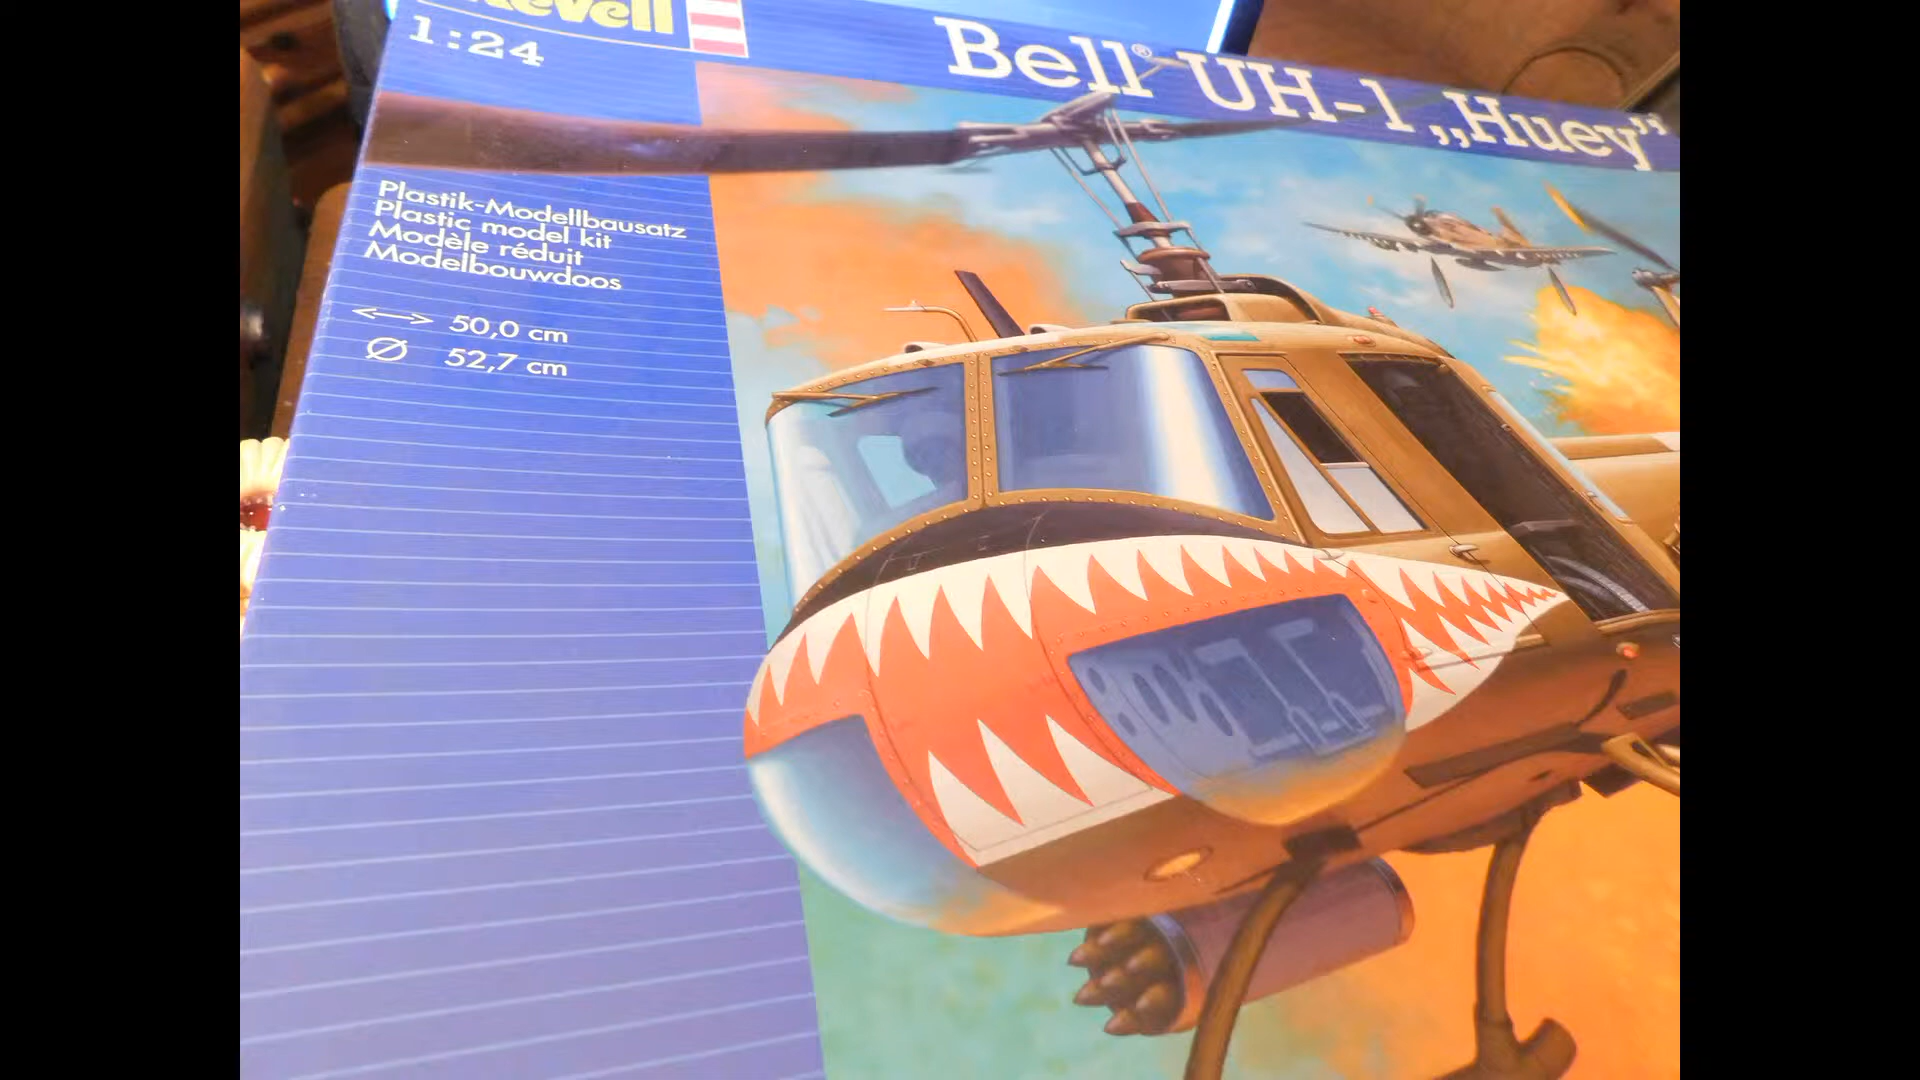 Revell
1:24
Bell® UH-1 „Huey”
Plastik-Modellbausatz
Plastic model kit
Modèle réduit
Modelbouwdoos
50,0 cm
Ø 52,7 cm